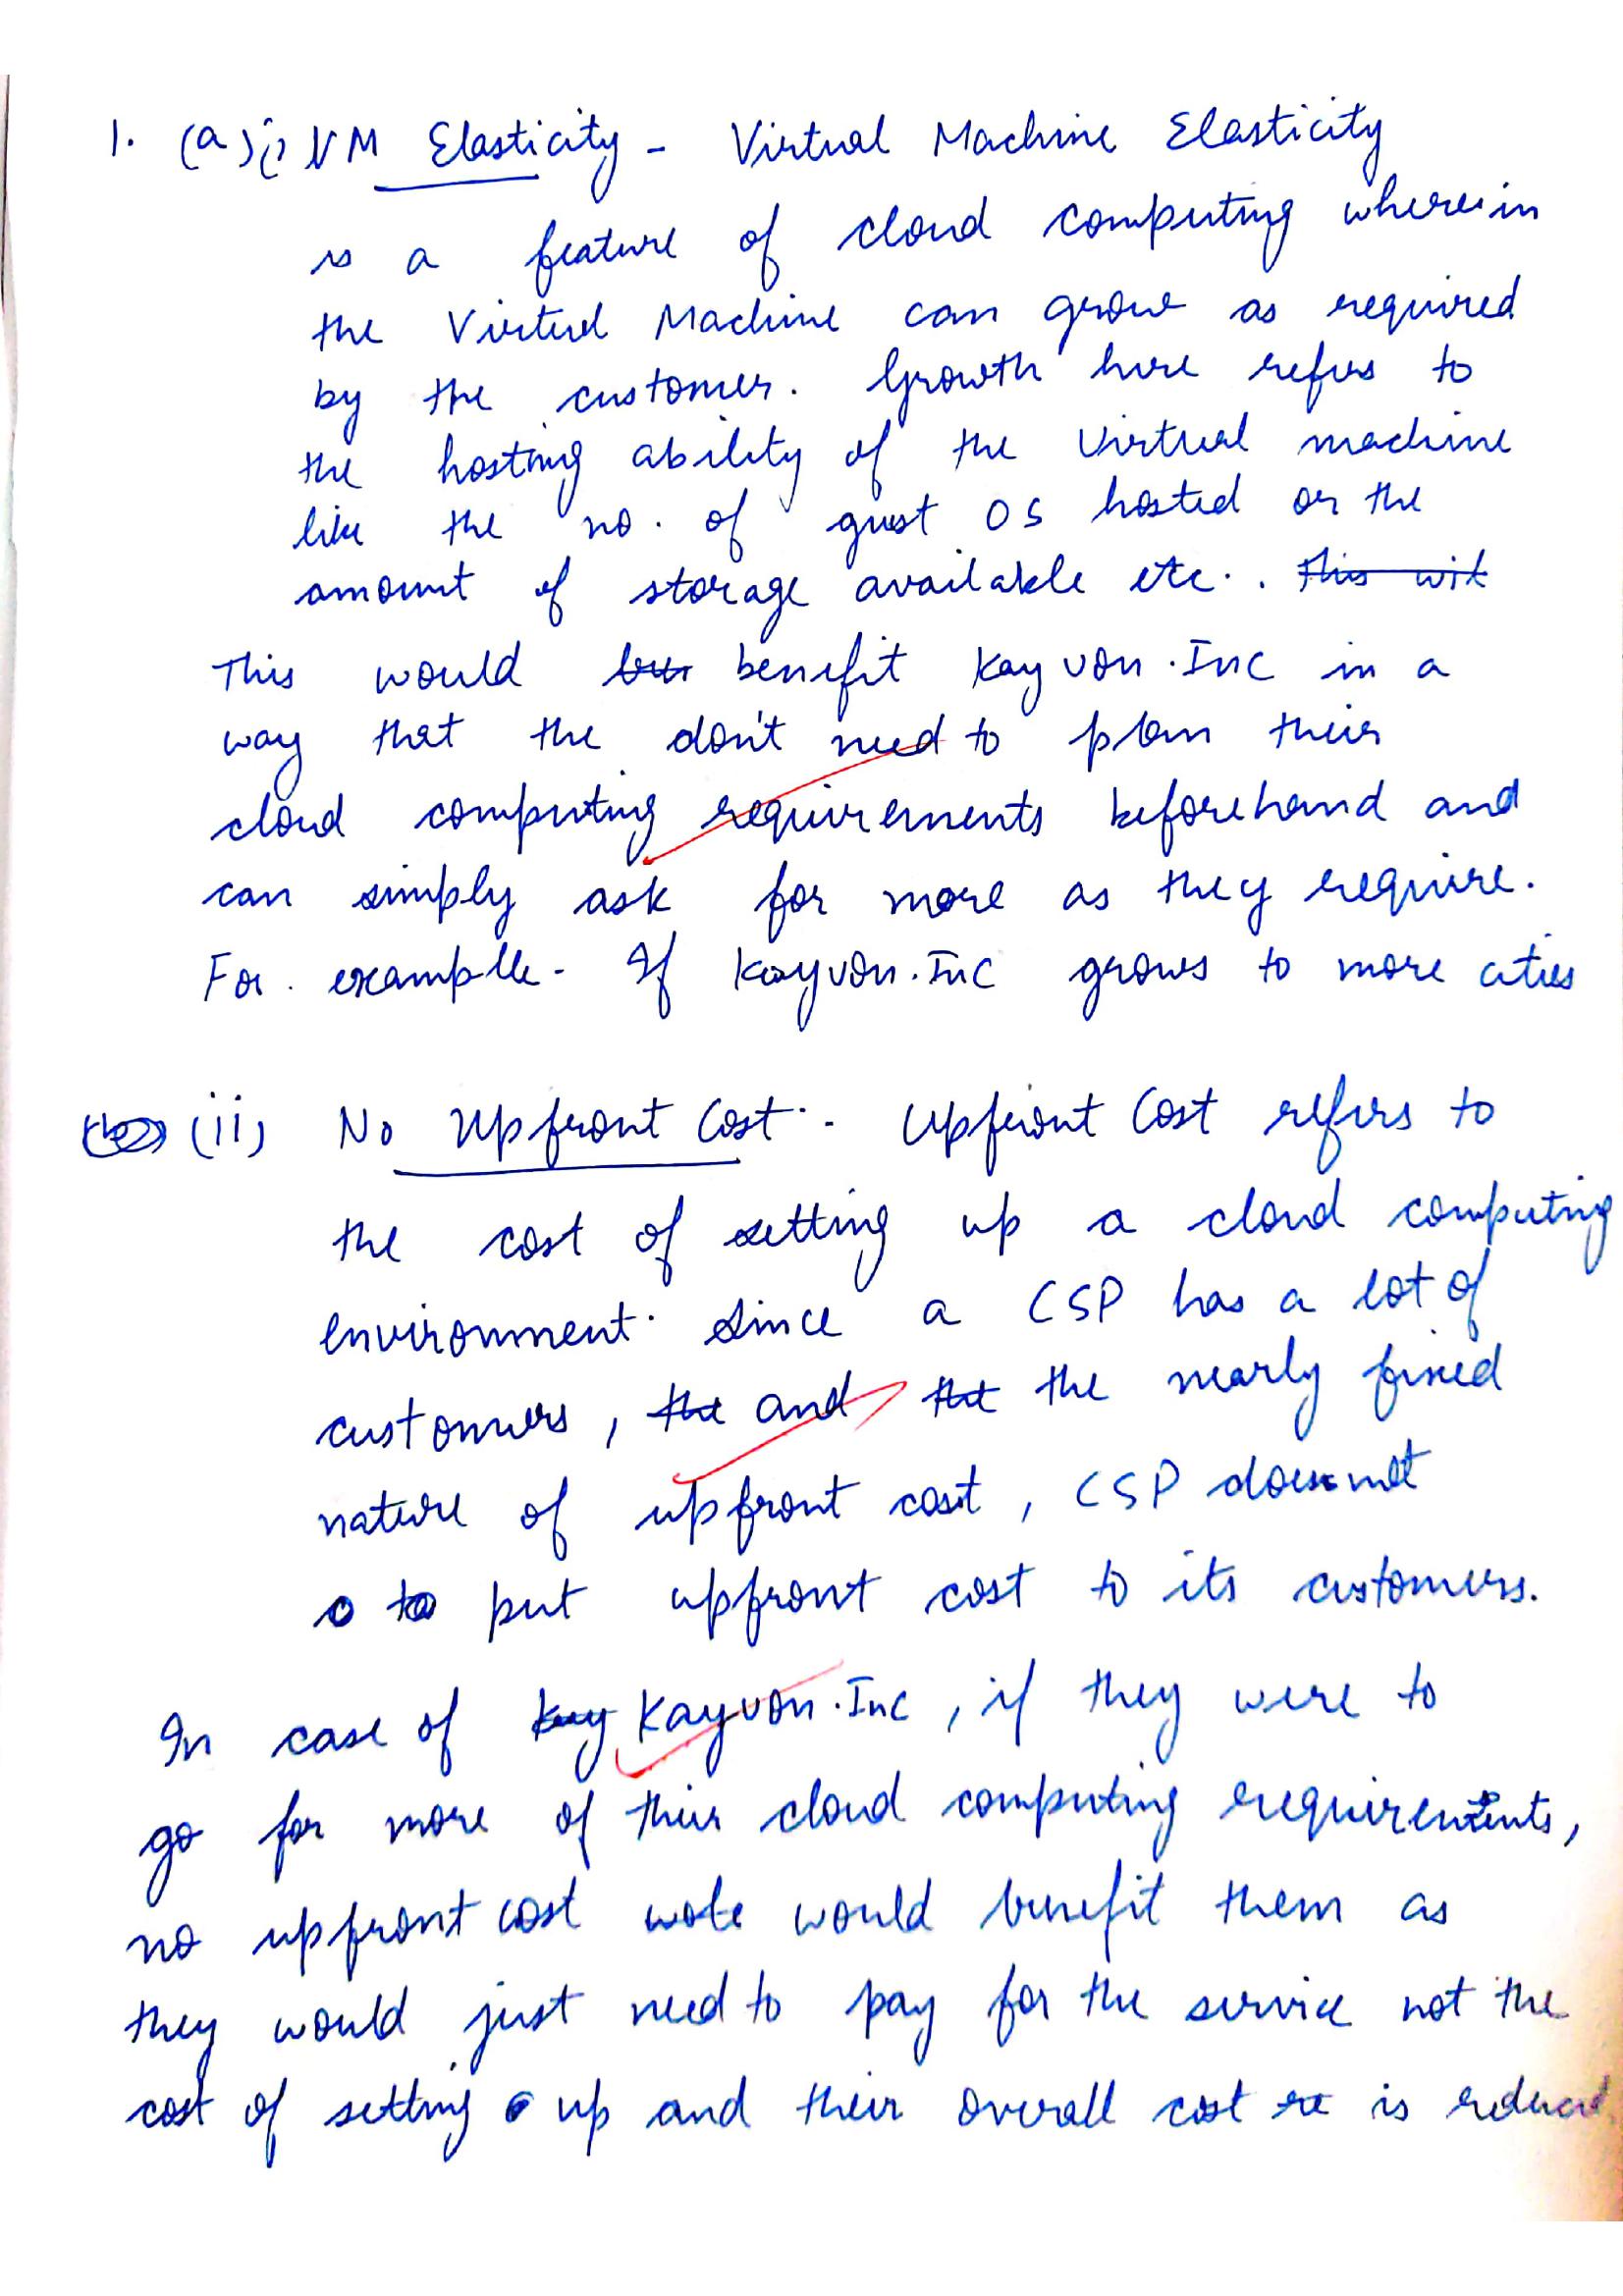 1. (a) (i) VM Elasticity - Virtual Machine Elasticity
is a feature of cloud computing wherein
the Virtual Machine can grow as required
by the customer. Growth here refers to
the hosting ability of the Virtual machine
like the no. of guest OS hosted or the
amount of storage available etc.. This wit
This would benefit Kayvon.Inc in a
way that the don't need to plan their
cloud computing requirements beforehand and
can simply ask for more as they require.
For example - If Kayvon.Inc grows to more cities
(ii) No Upfront Cost - Upfront Cost refers to
the cost of setting up a cloud computing
environment. Since a CSP has a lot of
customers, the and that the nearly fixed
nature of upfront cost, CSP does not
to put upfront cost to its customers.
In case of Kay Kayvon.Inc, if they were to
go for more of their cloud computing requirements,
no upfront cost would benefit them as
they would just need to pay for the service not the
cost of setting up and their overall cost re is reduced.